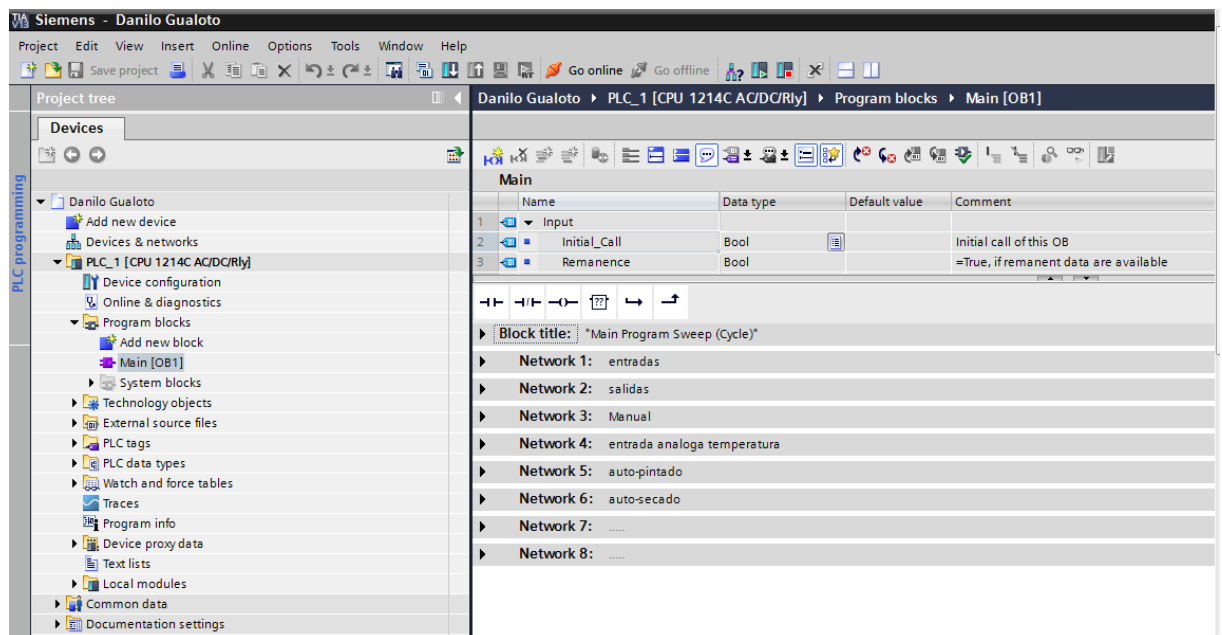 Siemens - Danilo Gualoto
Project Edit View Insert Online Options Tools Window Help
Save project Go online Go offline
Project tree
Devices
PLC programming
Danilo Gualoto
Add new device
Devices & networks
PLC_1 [CPU 1214C AC/DC/Rly]
Device configuration
Online & diagnostics
Program blocks
Add new block
Main [OB1]
System blocks
Technology objects
External source files
PLC tags
PLC data types
Watch and force tables
Traces
Program info
Device proxy data
Text lists
Local modules
Common data
Documentation settings
Danilo Gualoto PLC_1 [CPU 1214C AC/DC/Rly] Program blocks Main [OB1]
Main
Name Data type Default value Comment
1 Input
2 Initial_Call Bool Initial call of this OB
3 Remanence Bool =True, if remanent data are available
??
Block title: "Main Program Sweep (Cycle)"
Network 1: entradas
Network 2: salidas
Network 3: Manual
Network 4: entrada analoga temperatura
Network 5: auto-pintado
Network 6: auto-secado
Network 7: .....
Network 8: .....